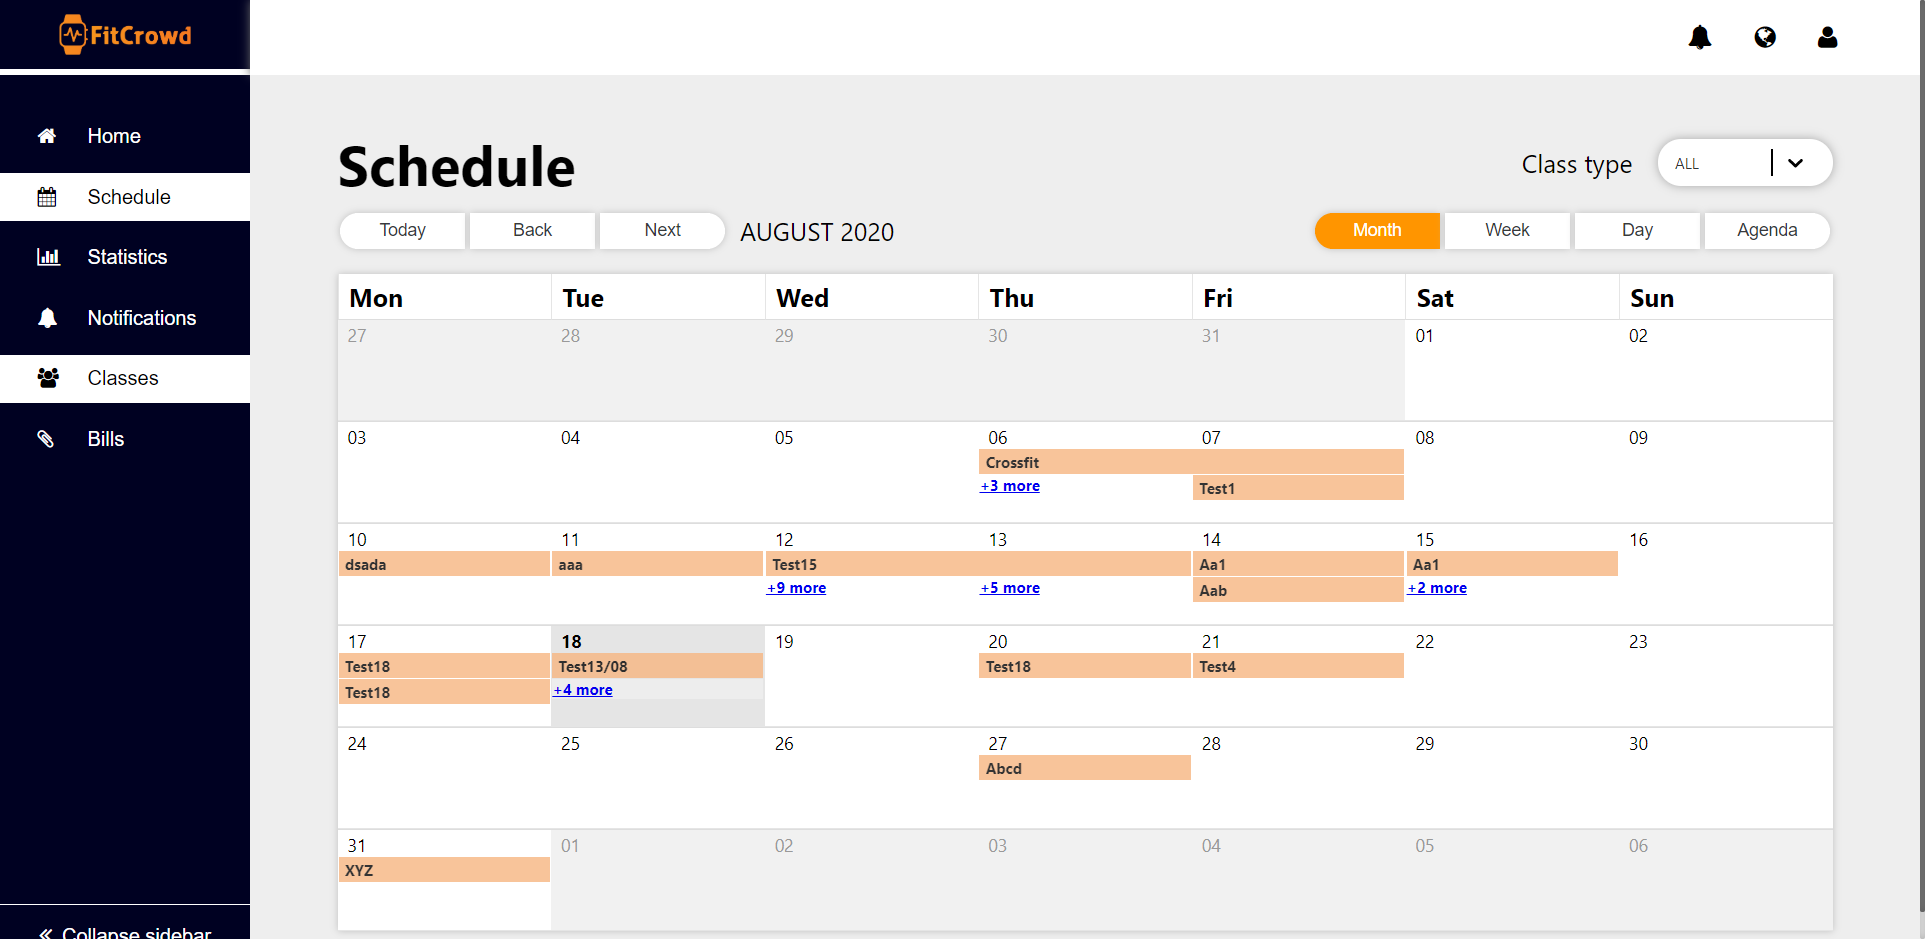 FitCrowd
Home
Schedule
Statistics
Notifications
Classes
Bills
Collapse sidebar
Schedule
Class type
ALL
Today Back Next AUGUST 2020 Month Week Day Agenda
Mon Tue Wed Thu Fri Sat Sun
27 28 29 30 31 01 02
03 04 05 06 07 08 09
Crossfit
+3 more Test1
10 11 12 13 14 15 16
dsada aaa Test15 Aa1 Aa1
+9 more +5 more Aab +2 more
17 18 19 20 21 22 23
Test18 Test13/08 Test18 Test4
Test18 +4 more
24 25 26 27 28 29 30
Abcd
31 01 02 03 04 05 06
XYZ